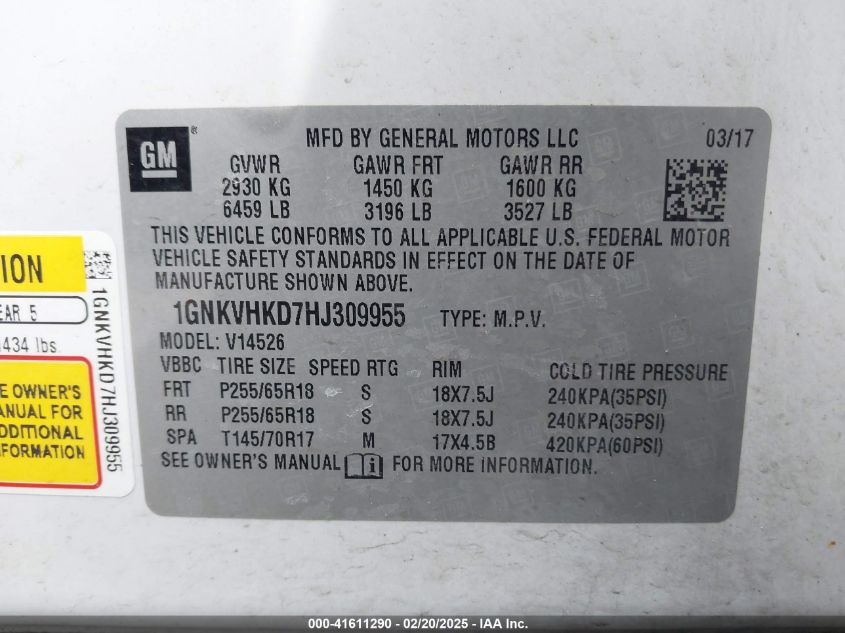 GM
MFD BY GENERAL MOTORS LLC 03/17
GVWR GAWR FRT GAWR RR
2930 KG 1450 KG 1600 KG
6459 LB 3196 LB 3527 LB
THIS VEHICLE CONFORMS TO ALL APPLICABLE U.S. FEDERAL MOTOR
VEHICLE SAFETY STANDARDS IN EFFECT ON THE DATE OF
MANUFACTURE SHOWN ABOVE.
1GNKVHKD7HJ309955 TYPE: M.P.V.
MODEL: V14526
VBBC TIRE SIZE SPEED RTG RIM COLD TIRE PRESSURE
FRT P255/65R18 S 18X7.5J 240KPA(35PSI)
RR P255/65R18 S 18X7.5J 240KPA(35PSI)
SPA T145/70R17 M 17X4.5B 420KPA(60PSI)
SEE OWNER'S MANUAL FOR MORE INFORMATION.
TION
EAR 5
434 lbs.
E OWNER'S
ANUAL FOR
DDITIONAL
NFORMATION
1GNKVHKD7HJ309955
000-41611290 - 02/20/2025 - IAA Inc.